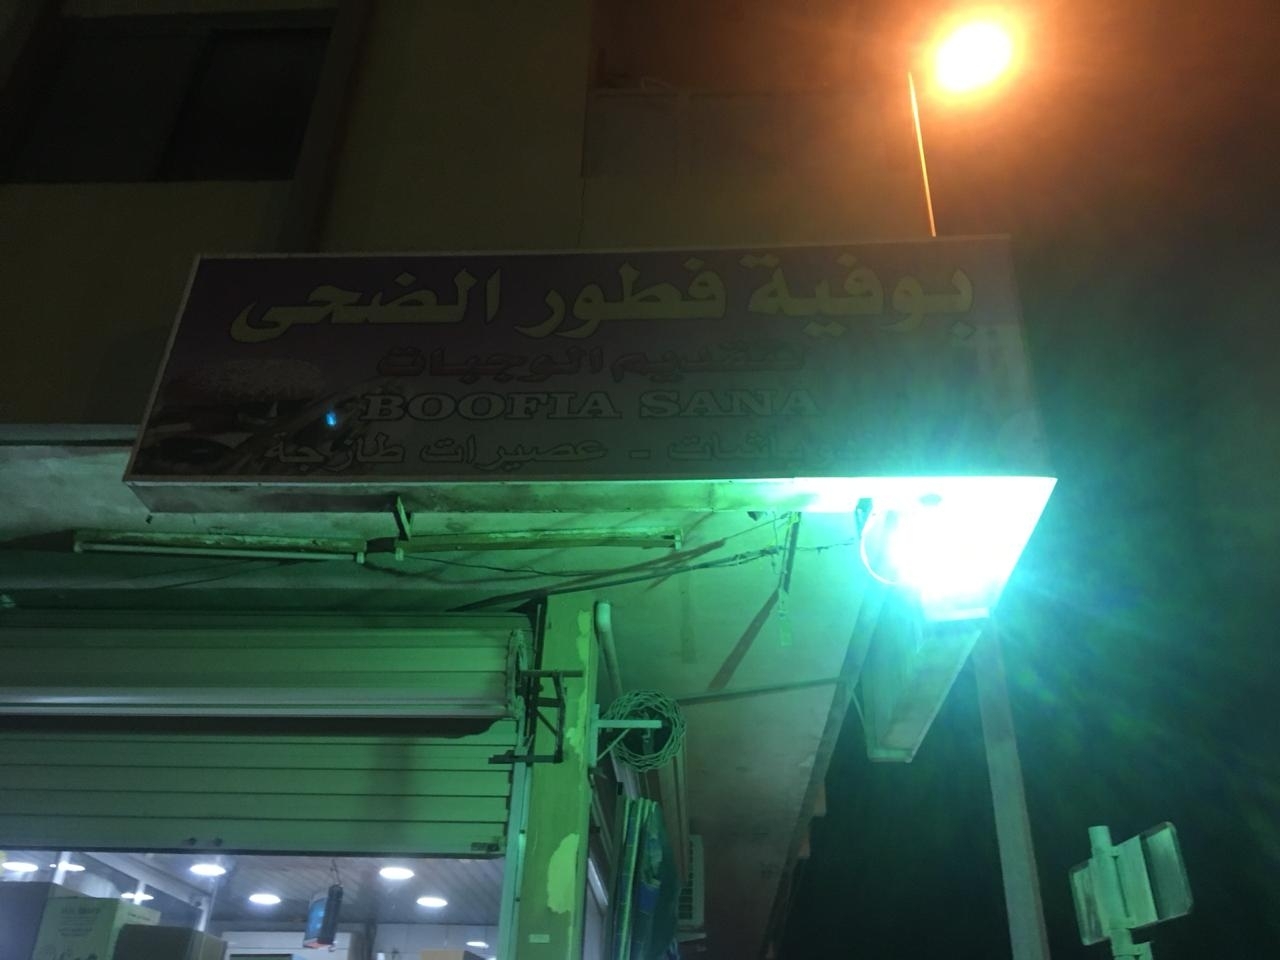 بوفية فطور الضحى
لتقديم الوجبات
BOOFIA SANA
عصيرات طازجة -